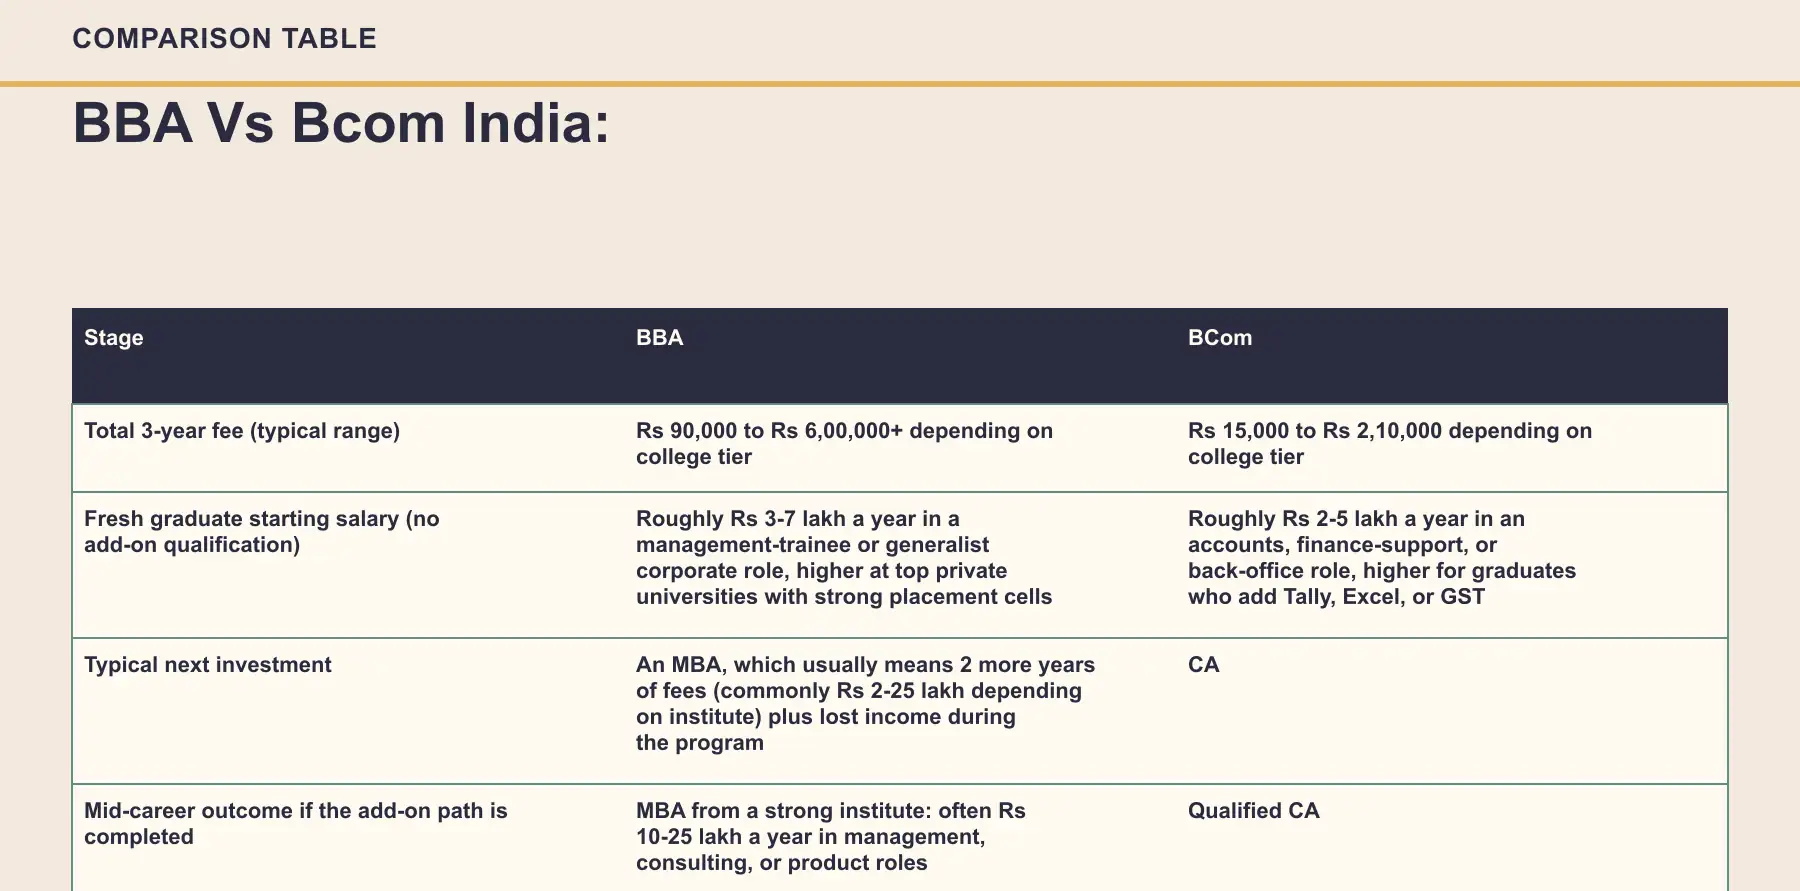 COMPARISON TABLE
BBA Vs Bcom India:
Stage
BBA
BCom
Total 3-year fee (typical range)
Rs 90,000 to Rs 6,00,000+ depending on
college tier
Rs 15,000 to Rs 2,10,000 depending on
college tier
Fresh graduate starting salary (no
add-on qualification)
Roughly Rs 3-7 lakh a year in a
management-trainee or generalist
corporate role, higher at top private
universities with strong placement cells
Roughly Rs 2-5 lakh a year in an
accounts, finance-support, or
back-office role, higher for graduates
who add Tally, Excel, or GST
Typical next investment
An MBA, which usually means 2 more years
of fees (commonly Rs 2-25 lakh depending
on institute) plus lost income during
the program
CA
Mid-career outcome if the add-on path is
completed
MBA from a strong institute: often Rs
10-25 lakh a year in management,
consulting, or product roles
Qualified CA